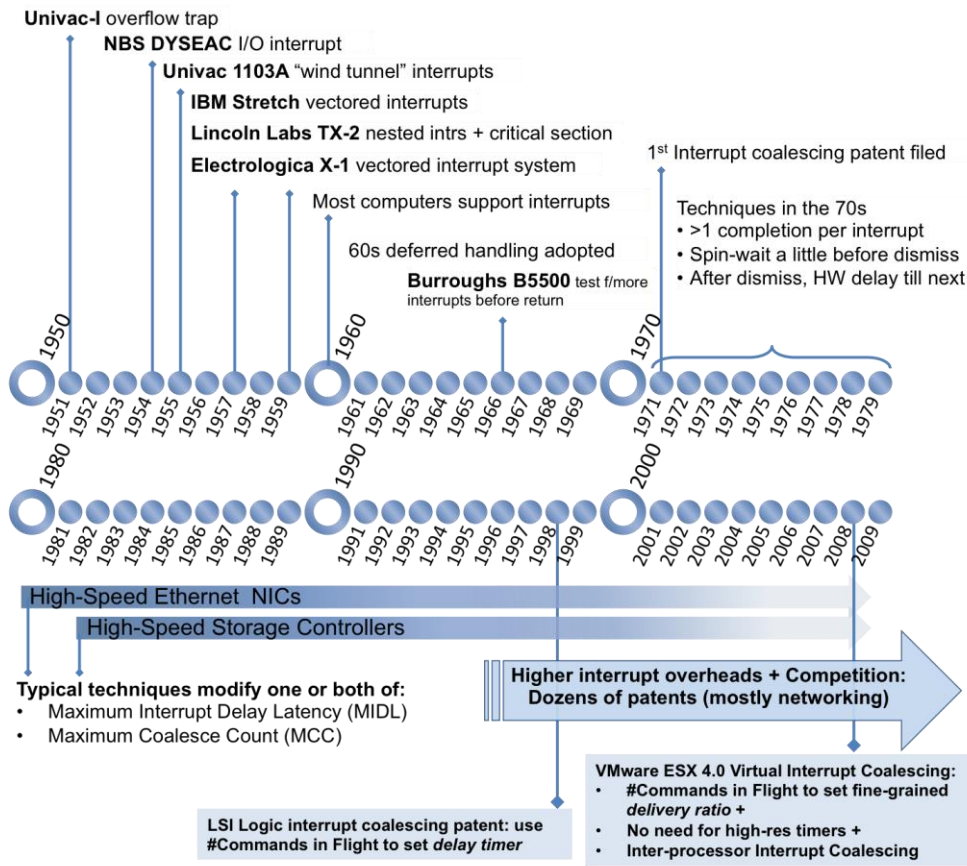 Univac-I overflow trap
NBS DYSEAC I/O interrupt
Univac 1103A “wind tunnel” interrupts
IBM Stretch vectored interrupts
Lincoln Labs TX-2 nested intrs + critical section
Electrologica X-1 vectored interrupt system
Most computers support interrupts
60s deferred handling adopted
Burroughs B5500 test f/more
interrupts before return
1st Interrupt coalescing patent filed
Techniques in the 70s
• >1 completion per interrupt
• Spin-wait a little before dismiss
• After dismiss, HW delay till next
1950 1960 1970
1951 1952 1953 1954 1955 1956 1957 1958 1959 1961 1962 1963 1964 1965 1966 1967 1968 1969 1971 1972 1973 1974 1975 1976 1977 1978 1979
1980 1990 2000
1981 1982 1983 1984 1985 1986 1987 1988 1989 1991 1992 1993 1994 1995 1996 1997 1998 1999 2001 2002 2003 2004 2005 2006 2007 2008 2009
High-Speed Ethernet NICs
High-Speed Storage Controllers
Typical techniques modify one or both of:
• Maximum Interrupt Delay Latency (MIDL)
• Maximum Coalesce Count (MCC)
Higher interrupt overheads + Competition:
Dozens of patents (mostly networking)
LSI Logic interrupt coalescing patent: use
#Commands in Flight to set delay timer
VMware ESX 4.0 Virtual Interrupt Coalescing:
• #Commands in Flight to set fine-grained
delivery ratio +
• No need for high-res timers +
• Inter-processor Interrupt Coalescing